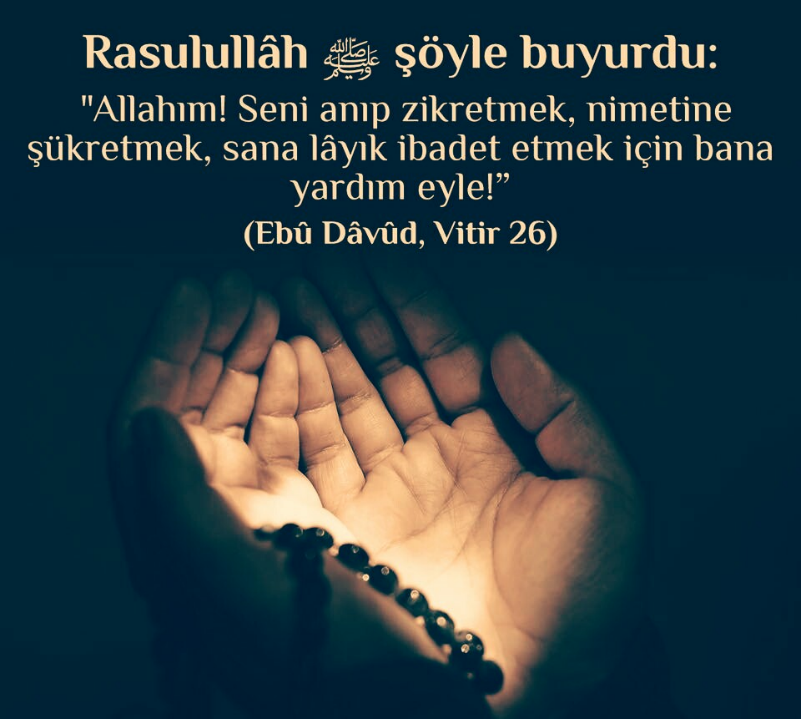 Rasulullâh ﷺ şöyle buyurdu:
"Allahım! Seni anıp zikretmek, nimetine
şükretmek, sana lâyık ibadet etmek için bana
yardım eyle!”
(Ebû Dâvûd, Vitir 26)